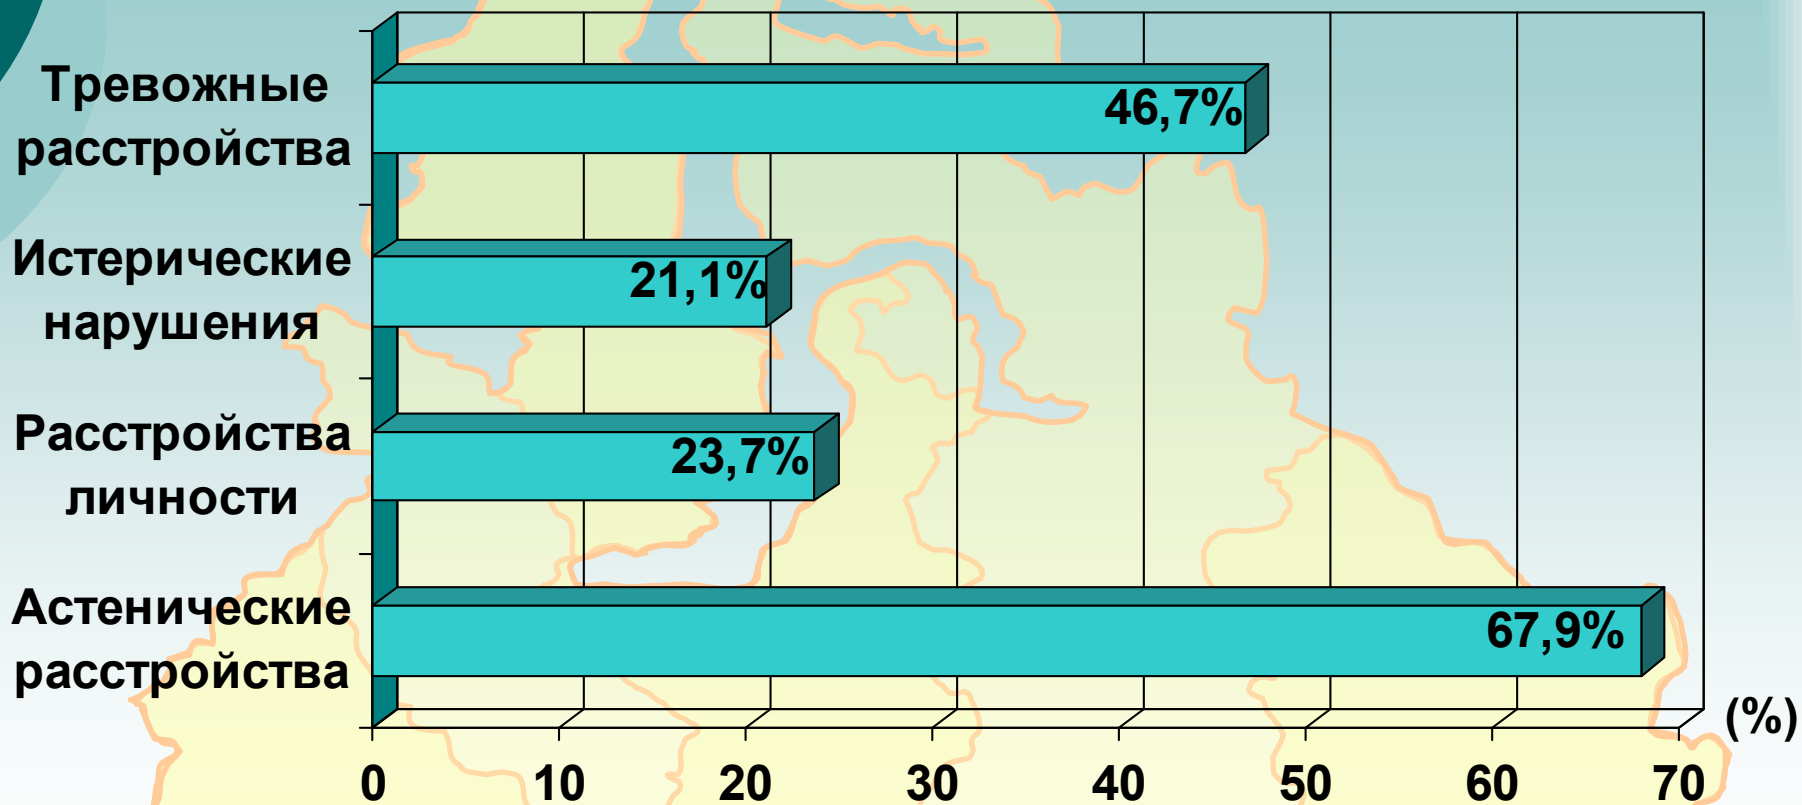 Тревожные
расстройства
46,7%
Истерические
нарушения
21,1%
Расстройства
личности
23,7%
Астенические
расстройства
67,9%
(%)
0 10 20 30 40 50 60 70